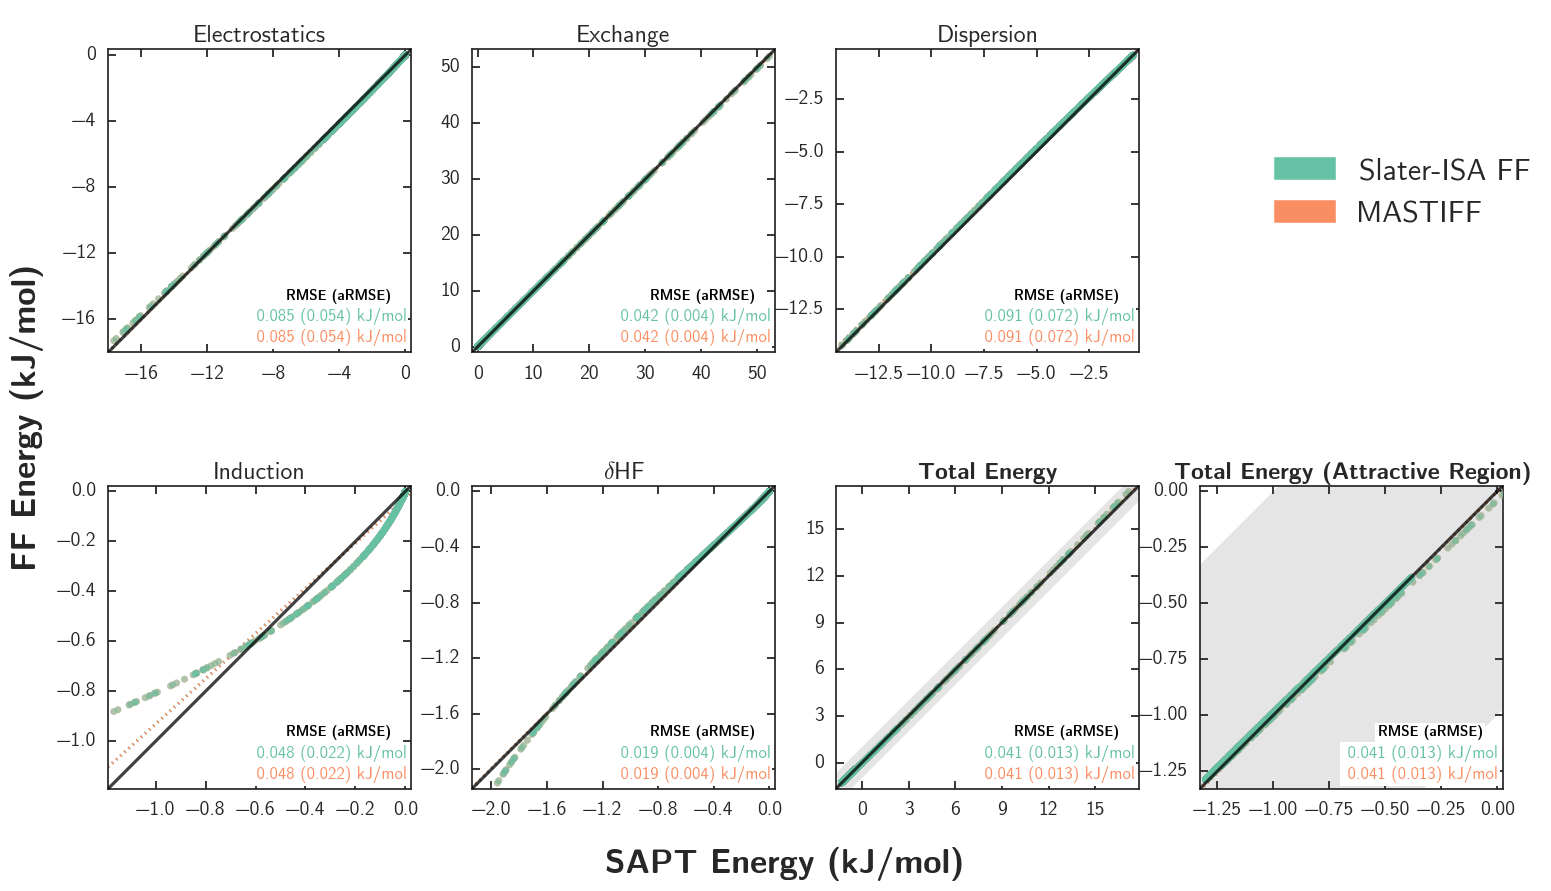 Electrostatics
0
−4
−8
−12
−16
−16 −12 −8 −4 0
RMSE (aRMSE)
0.085 (0.054) kJ/mol
0.085 (0.054) kJ/mol
Exchange
50
40
30
20
10
0
0 10 20 30 40 50
RMSE (aRMSE)
0.042 (0.004) kJ/mol
0.042 (0.004) kJ/mol
Dispersion
−2.5
−5.0
−7.5
−10.0
−12.5
−12.5 −10.0 −7.5 −5.0 −2.5
RMSE (aRMSE)
0.091 (0.072) kJ/mol
0.091 (0.072) kJ/mol
Slater-ISA FF
MASTIFF
FF Energy (kJ/mol)
Induction
0.0
−0.2
−0.4
−0.6
−0.8
−1.0
−1.0 −0.8 −0.6 −0.4 −0.2 0.0
RMSE (aRMSE)
0.048 (0.022) kJ/mol
0.048 (0.022) kJ/mol
δHF
0.0
−0.4
−0.8
−1.2
−1.6
−2.0
−2.0 −1.6 −1.2 −0.8 −0.4 0.0
RMSE (aRMSE)
0.019 (0.004) kJ/mol
0.019 (0.004) kJ/mol
Total Energy
15
12
9
6
3
0
0 3 6 9 12 15
RMSE (aRMSE)
0.041 (0.013) kJ/mol
0.041 (0.013) kJ/mol
Total Energy (Attractive Region)
0.00
−0.25
−0.50
−0.75
−1.00
−1.25
−1.25 −1.00 −0.75 −0.50 −0.25 0.00
RMSE (aRMSE)
0.041 (0.013) kJ/mol
0.041 (0.013) kJ/mol
SAPT Energy (kJ/mol)